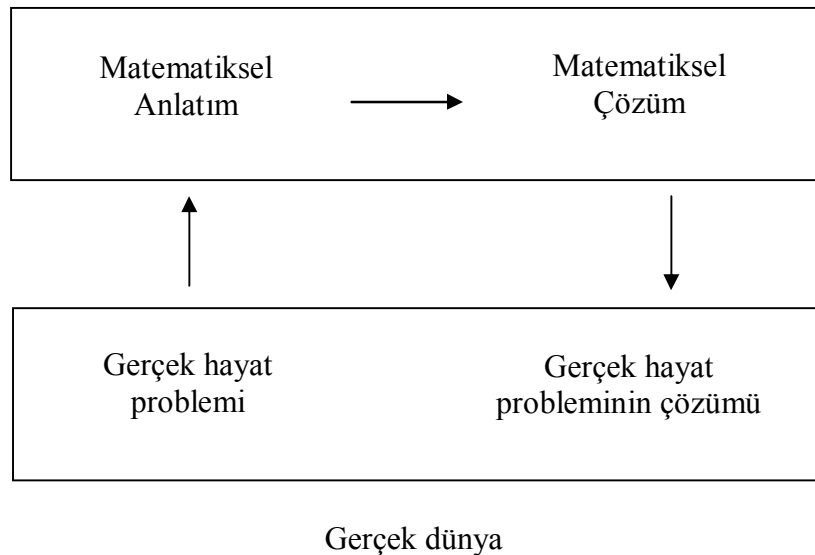 Matematiksel
Anlatım
Matematiksel
Çözüm
Gerçek hayat
problemi
Gerçek hayat
probleminin çözümü
Gerçek dünya